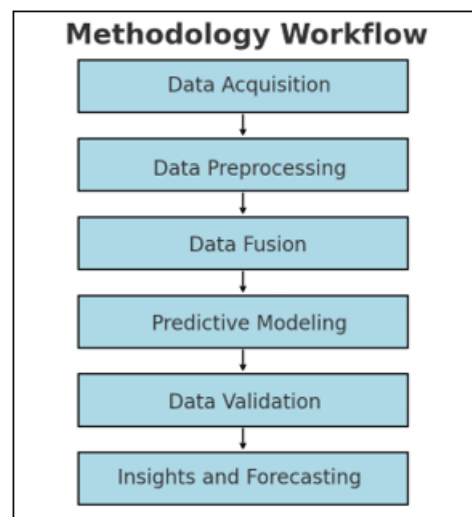 Methodology Workflow
Data Acquisition
Data Preprocessing
Data Fusion
Predictive Modeling
Data Validation
Insights and Forecasting